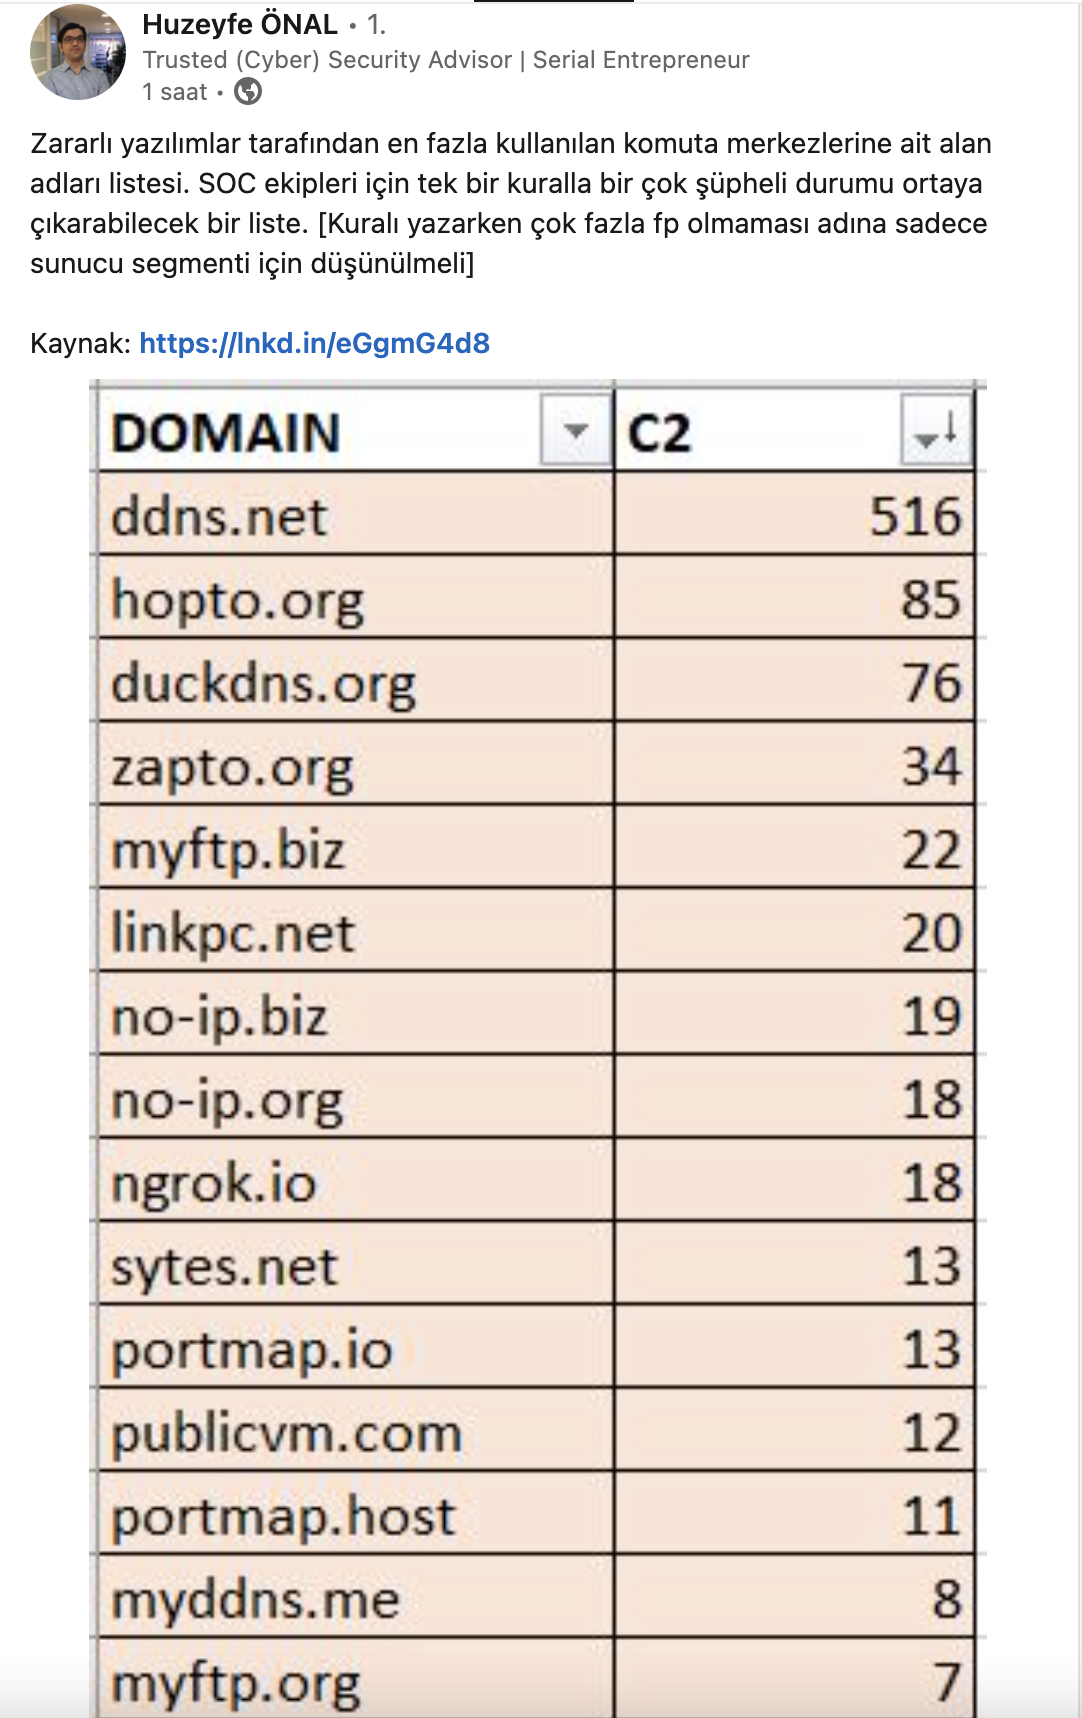 Huzeyfe ÖNAL • 1.
Trusted (Cyber) Security Advisor | Serial Entrepreneur
1 saat •
Zararlı yazılımlar tarafından en fazla kullanılan komuta merkezlerine ait alan
adları listesi. SOC ekipleri için tek bir kuralla bir çok şüpheli durumu ortaya
çıkarabilecek bir liste. [Kuralı yazarken çok fazla fp olmaması adına sadece
sunucu segmenti için düşünülmeli]
Kaynak: https://lnkd.in/eGgmG4d8
DOMAIN C2
ddns.net 516
hopto.org 85
duckdns.org 76
zapto.org 34
myftp.biz 22
linkpc.net 20
no-ip.biz 19
no-ip.org 18
ngrok.io 18
sytes.net 13
portmap.io 13
publicvm.com 12
portmap.host 11
myddns.me 8
myftp.org 7